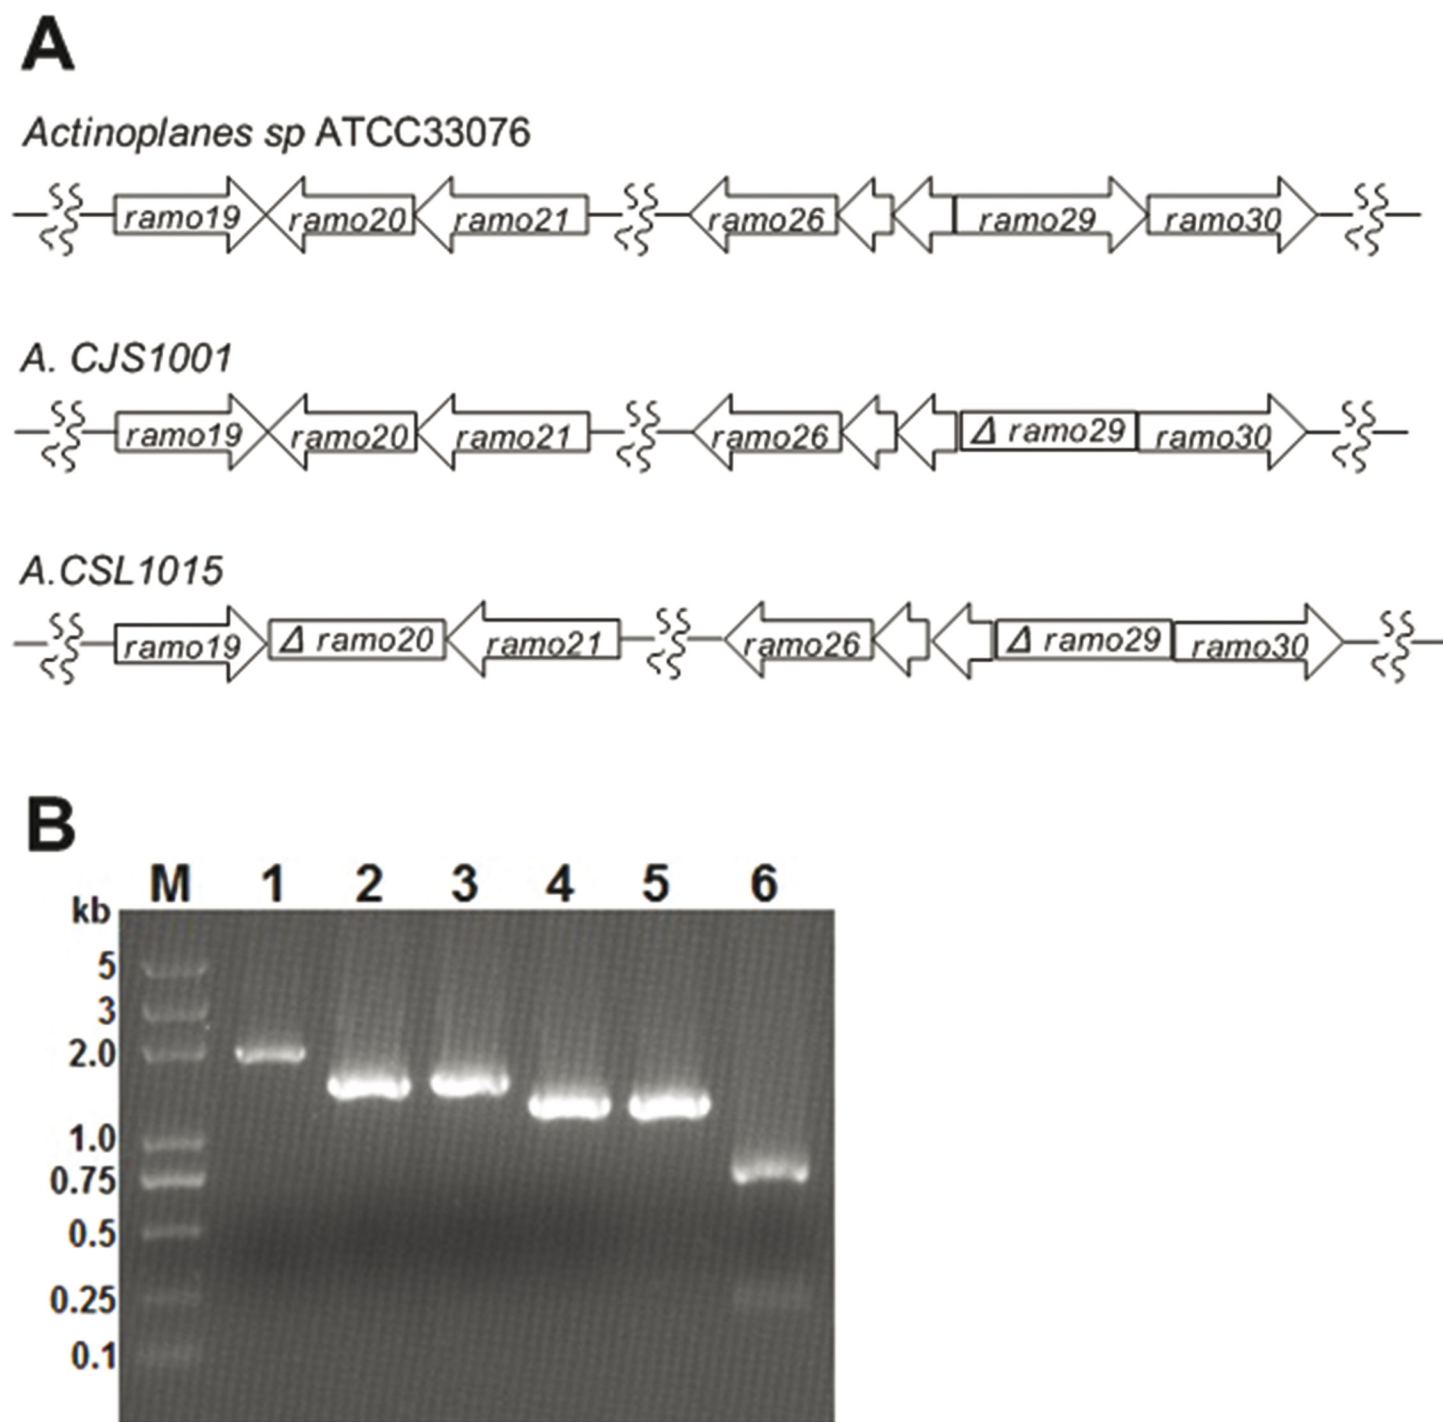 A
Actinoplanes sp ATCC33076
ramo19 ramo20 ramo21 ramo26 ramo29 ramo30
A. CJS1001
ramo19 ramo20 ramo21 ramo26 Δ ramo29 ramo30
A.CSL1015
ramo19 Δ ramo20 ramo21 ramo26 Δ ramo29 ramo30
B
M 1 2 3 4 5 6
kb
5
3
2.0
1.0
0.75
0.5
0.25
0.1